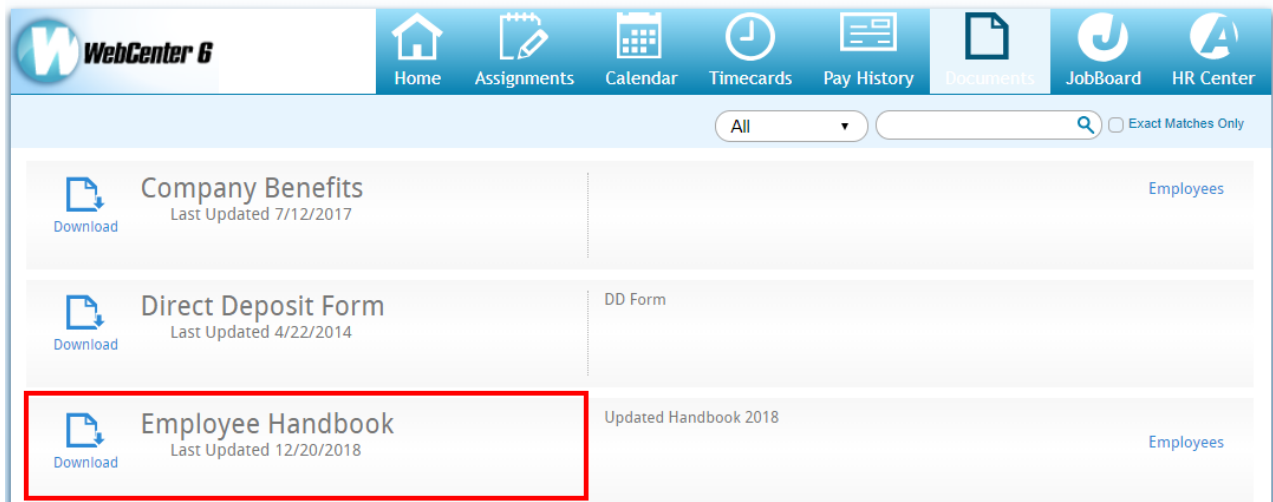 WebCenter 6
Home Assignments Calendar Timecards Pay History Documents JobBoard HR Center
All Exact Matches Only
Company Benefits Employees
Last Updated 7/12/2017
Download
Direct Deposit Form DD Form
Last Updated 4/22/2014
Download
Employee Handbook Updated Handbook 2018
Last Updated 12/20/2018 Employees
Download